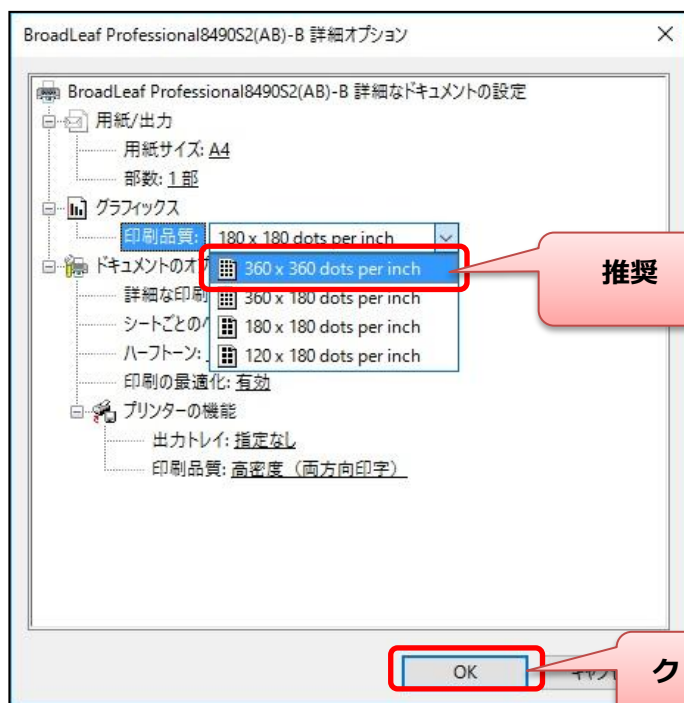 BroadLeaf Professional8490S2(AB)-B 詳細オプション
BroadLeaf Professional8490S2(AB)-B 詳細なドキュメントの設定
用紙/出力
用紙サイズ: A4
部数: 1 部
グラフィックス
印刷品質: 180 x 180 dots per inch
ドキュメントのオプ
360 x 360 dots per inch
推奨
詳細な印刷
360 x 180 dots per inch
シートごとのペ
180 x 180 dots per inch
ハーフトーン:
120 x 180 dots per inch
印刷の最適化: 有効
プリンターの機能
出力トレイ: 指定なし
印刷品質: 高密度（両方向印字）
OK
ク